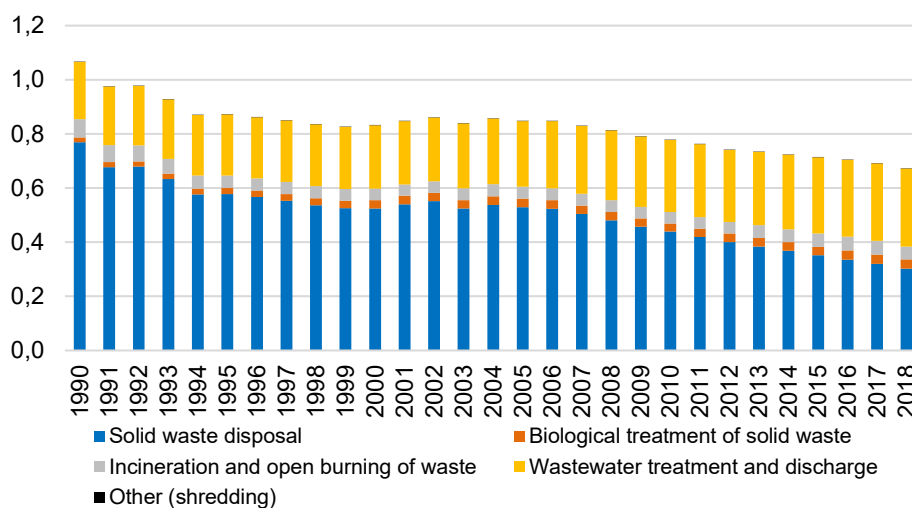 1,2
1,0
0,8
0,6
0,4
0,2
0,0
1990 1991 1992 1993 1994 1995 1996 1997 1998 1999 2000 2001 2002 2003 2004 2005 2006 2007 2008 2009 2010 2011 2012 2013 2014 2015 2016 2017 2018
Solid waste disposal Biological treatment of solid waste
Incineration and open burning of waste Wastewater treatment and discharge
Other (shredding)